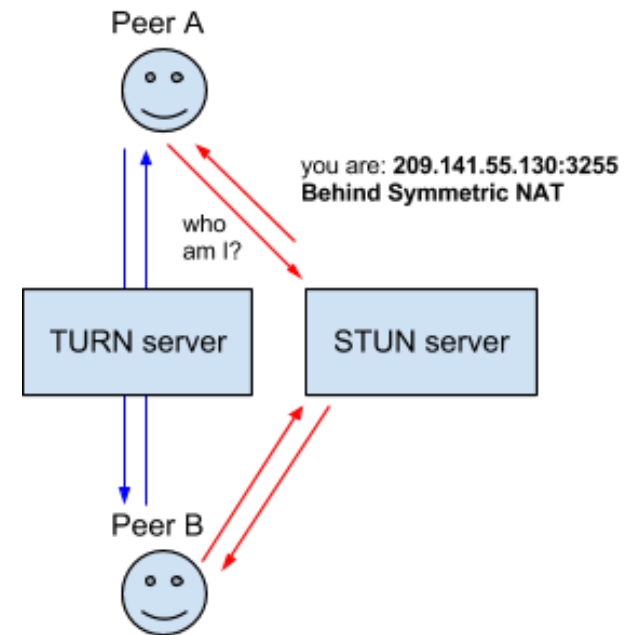 Peer A
you are: 209.141.55.130:3255
Behind Symmetric NAT
who
am I?
TURN server
STUN server
Peer B